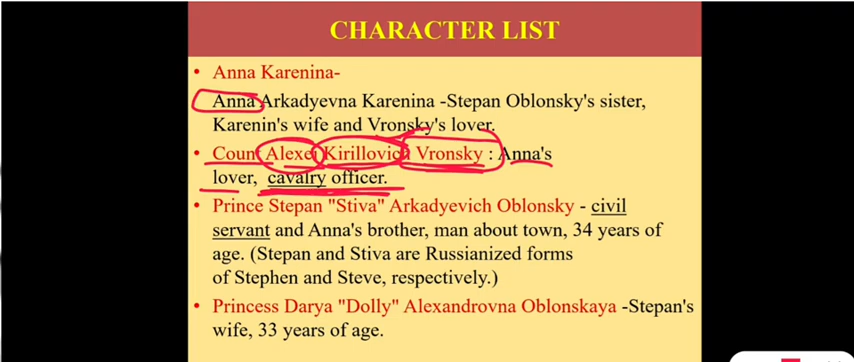 CHARACTER LIST
• Anna Karenina-
Anna Arkadyevna Karenina -Stepan Oblonsky's sister,
Karenin's wife and Vronsky's lover.
• Count Alexei Kirillovich Vronsky : Anna's
lover, cavalry officer.
• Prince Stepan "Stiva" Arkadyevich Oblonsky - civil
servant and Anna's brother, man about town, 34 years of
age. (Stepan and Stiva are Russianized forms
of Stephen and Steve, respectively.)
• Princess Darya "Dolly" Alexandrovna Oblonskaya -Stepan's
wife, 33 years of age.